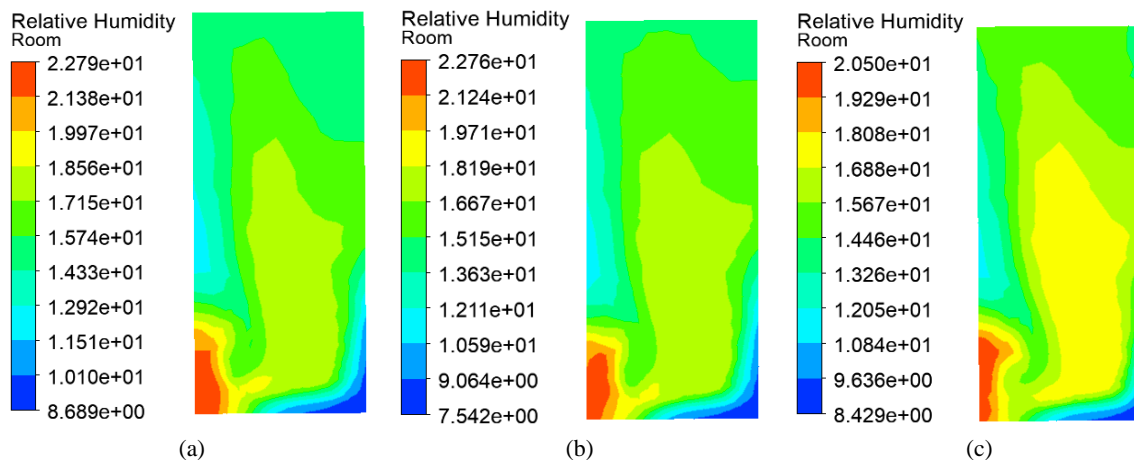 Relative Humidity
Room
2.279e+01
2.138e+01
1.997e+01
1.856e+01
1.715e+01
1.574e+01
1.433e+01
1.292e+01
1.151e+01
1.010e+01
8.689e+00
(a)
Relative Humidity
Room
2.276e+01
2.124e+01
1.971e+01
1.819e+01
1.667e+01
1.515e+01
1.363e+01
1.211e+01
1.059e+01
9.064e+00
7.542e+00
(b)
Relative Humidity
Room
2.050e+01
1.929e+01
1.808e+01
1.688e+01
1.567e+01
1.446e+01
1.326e+01
1.205e+01
1.084e+01
9.636e+00
8.429e+00
(c)